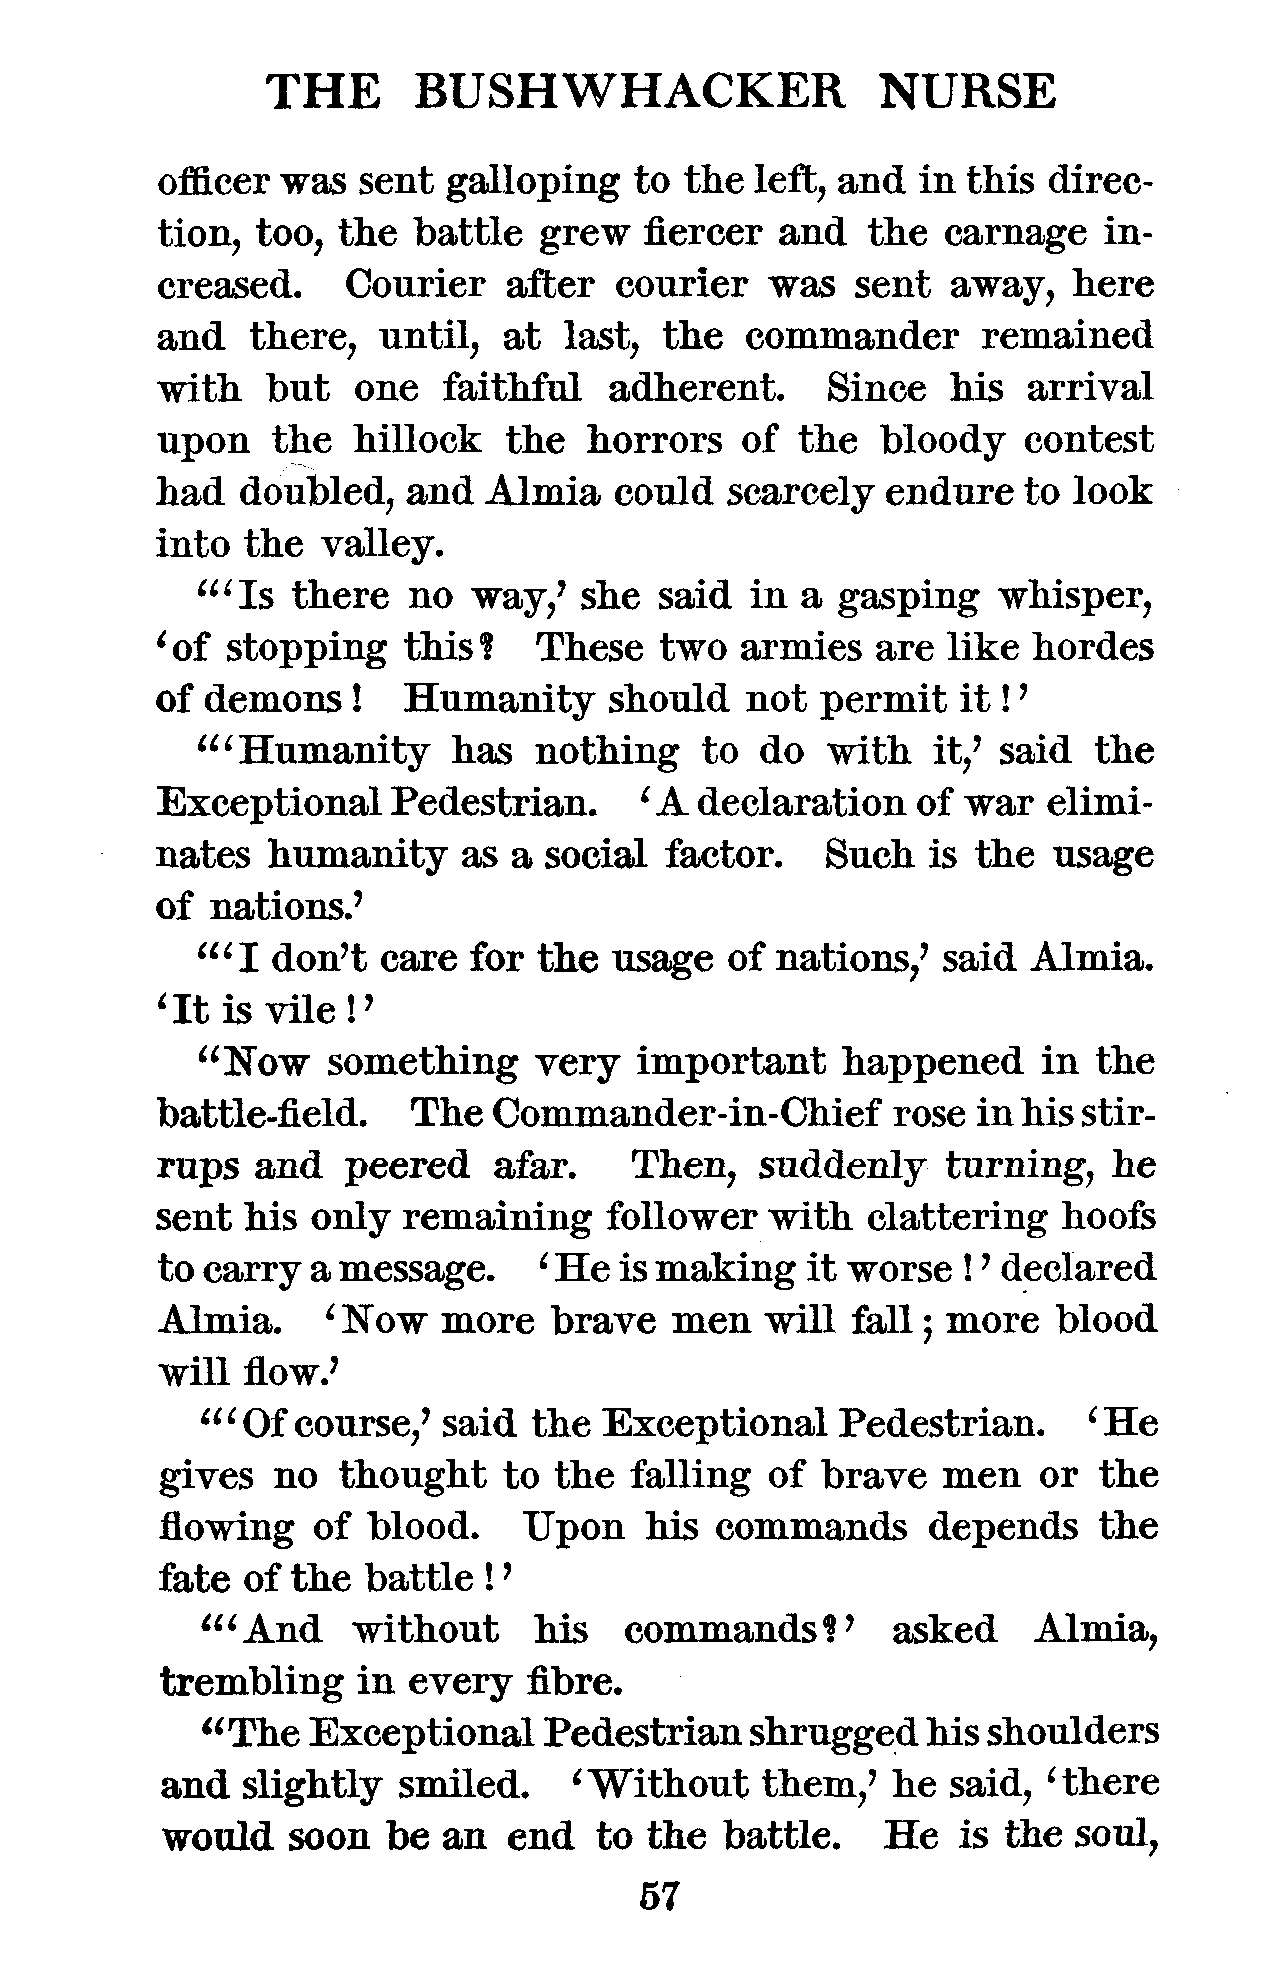 THE BUSHWHACKER NURSE
officer was sent galloping to the left, and in this direc-
tion, too, the battle grew fiercer and the carnage in-
creased. Courier after courier was sent away, here
and there, until, at last, the commander remained
with but one faithful adherent. Since his arrival
upon the hillock the horrors of the bloody contest
had doubled, and Almia could scarcely endure to look
into the valley.
"'Is there no way,' she said in a gasping whisper,
'of stopping this? These two armies are like hordes
of demons! Humanity should not permit it!'
"'Humanity has nothing to do with it,' said the
Exceptional Pedestrian. 'A declaration of war elimi-
nates humanity as a social factor. Such is the usage
of nations.'
"'I don't care for the usage of nations,' said Almia.
'It is vile!'
"Now something very important happened in the
battle-field. The Commander-in-Chief rose in his stir-
rups and peered afar. Then, suddenly turning, he
sent his only remaining follower with clattering hoofs
to carry a message. 'He is making it worse!' declared
Almia. 'Now more brave men will fall; more blood
will flow.'
"'Of course,' said the Exceptional Pedestrian. 'He
gives no thought to the falling of brave men or the
flowing of blood. Upon his commands depends the
fate of the battle!'
"'And without his commands?' asked Almia,
trembling in every fibre.
"The Exceptional Pedestrian shrugged his shoulders
and slightly smiled. 'Without them,' he said, 'there
would soon be an end to the battle. He is the soul,
57